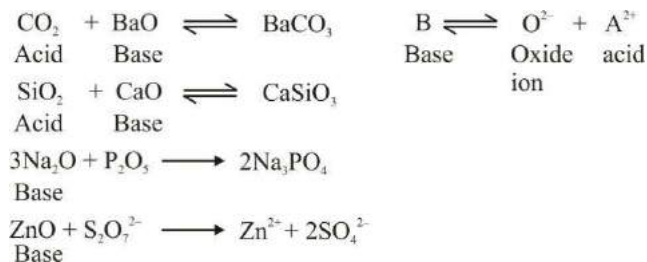 CO₂ + BaO ⇌ BaCO₃
Acid Base
B ⇌ O²⁻ + A²⁺
Base Oxide ion acid
SiO₂ + CaO ⇌ CaSiO₃
Acid Base
3Na₂O + P₂O₅ ⟶ 2Na₃PO₄
Base
ZnO + S₂O₇²⁻ ⟶ Zn²⁺ + 2SO₄²⁻
Base